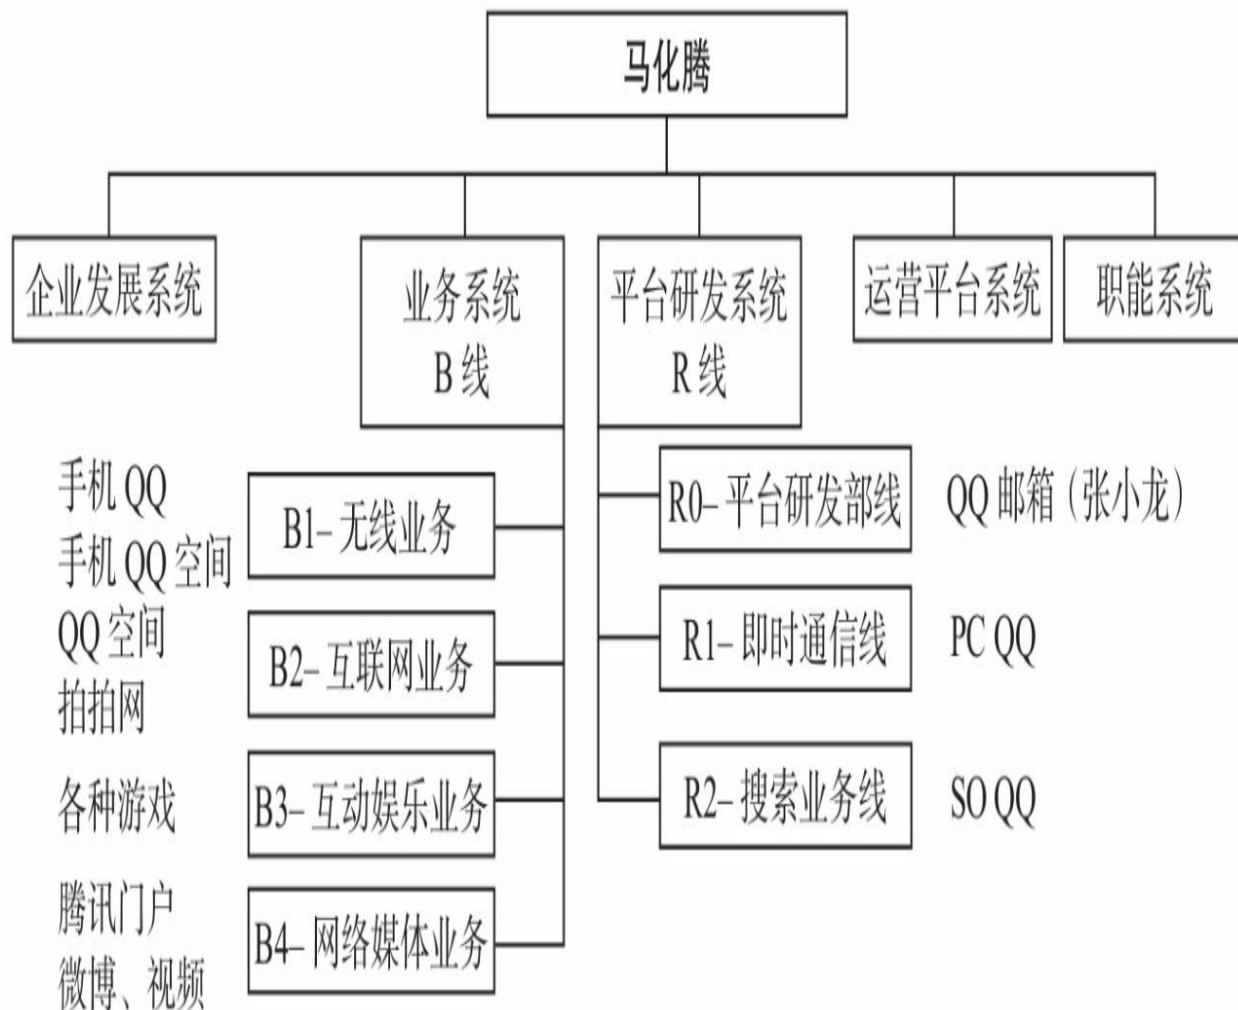 马化腾
企业发展系统
业务系统
B 线
平台研发系统
R 线
运营平台系统
职能系统
手机 QQ
手机 QQ 空间
B1– 无线业务
QQ 空间
拍拍网
B2– 互联网业务
各种游戏
B3– 互动娱乐业务
腾讯门户
微博、视频
B4– 网络媒体业务
R0– 平台研发部线
QQ 邮箱（张小龙）
R1– 即时通信线
PC QQ
R2– 搜索业务线
SO QQ